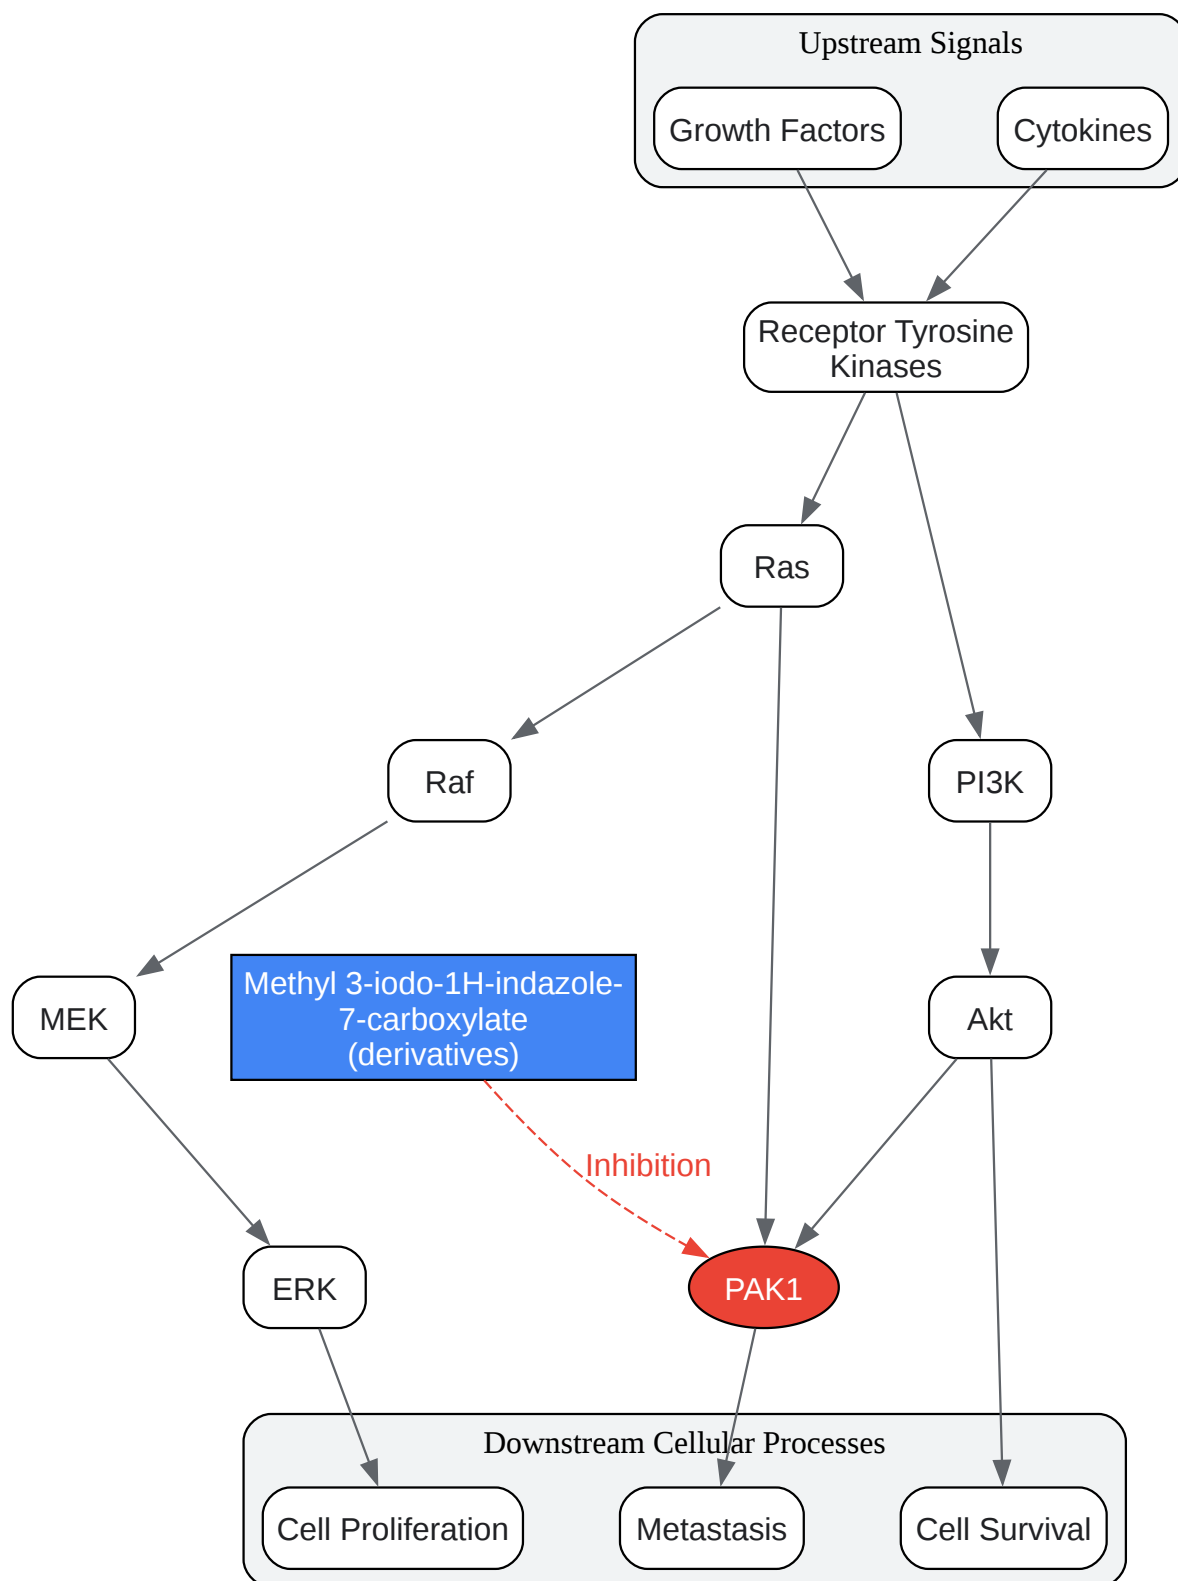 Upstream Signals
Growth Factors
Cytokines
Receptor Tyrosine
Kinases
Ras
Raf
PI3K
MEK
Methyl 3-iodo-1H-indazole-
7-carboxylate
(derivatives)
Akt
Inhibition
ERK
PAK1
Downstream Cellular Processes
Cell Proliferation
Metastasis
Cell Survival